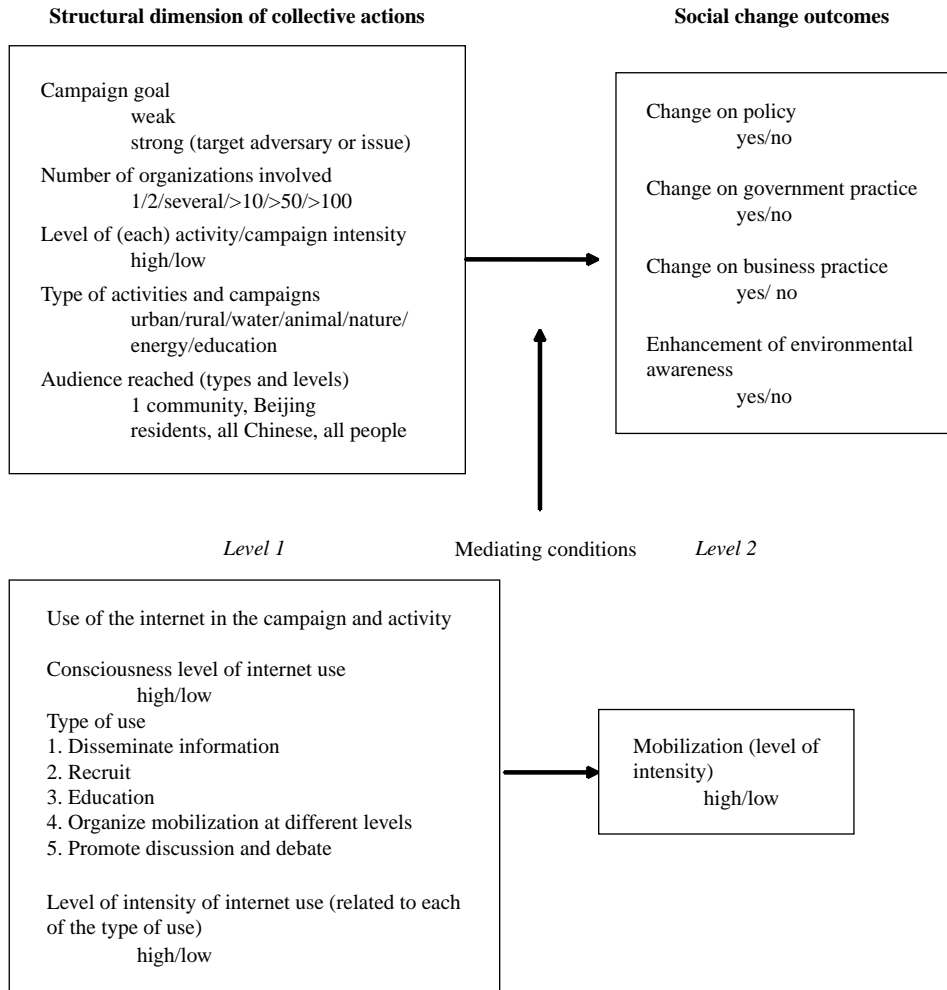 Structural dimension of collective actions
Social change outcomes
Campaign goal
weak
strong (target adversary or issue)
Number of organizations involved
1/2/several/>10/>50/>100
Level of (each) activity/campaign intensity
high/low
Type of activities and campaigns
urban/rural/water/animal/nature/
energy/education
Audience reached (types and levels)
1 community, Beijing
residents, all Chinese, all people
Change on policy
yes/no
Change on government practice
yes/no
Change on business practice
yes/ no
Enhancement of environmental
awareness
yes/no
Level 1
Mediating conditions
Level 2
Use of the internet in the campaign and activity
Consciousness level of internet use
high/low
Type of use
1. Disseminate information
2. Recruit
3. Education
4. Organize mobilization at different levels
5. Promote discussion and debate
Level of intensity of internet use (related to each
of the type of use)
high/low
Mobilization (level of
intensity)
high/low